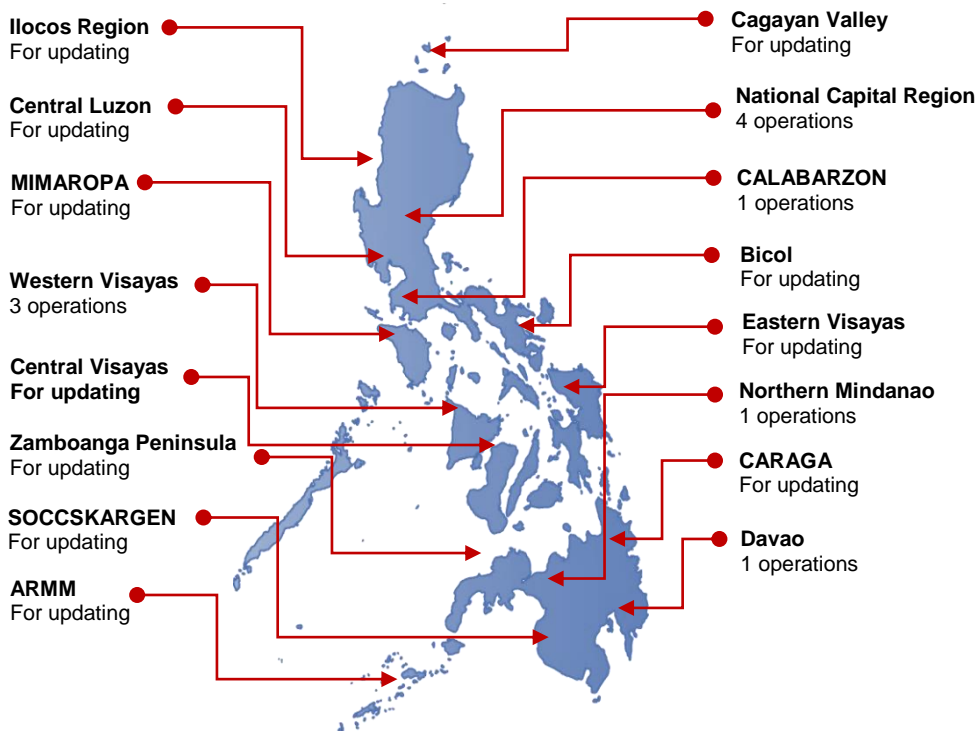 Ilocos Region
For updating
Central Luzon
For updating
MIMAROPA
For updating
Western Visayas
3 operations
Central Visayas
For updating
Zamboanga Peninsula
For updating
SOCCSKARGEN
For updating
ARMM
For updating
Cagayan Valley
For updating
National Capital Region
4 operations
CALABARZON
1 operations
Bicol
For updating
Eastern Visayas
For updating
Northern Mindanao
1 operations
CARAGA
For updating
Davao
1 operations